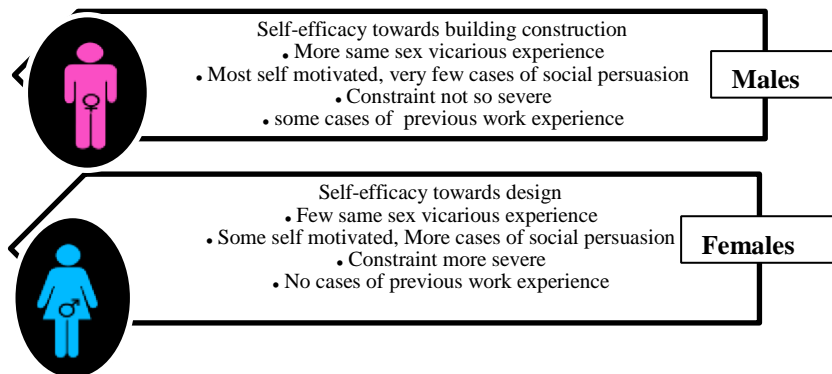 Self-efficacy towards building construction
• More same sex vicarious experience
• Most self motivated, very few cases of social persuasion
• Constraint not so severe
• some cases of previous work experience
Males
Self-efficacy towards design
• Few same sex vicarious experience
• Some self motivated, More cases of social persuasion
• Constraint more severe
• No cases of previous work experience
Females